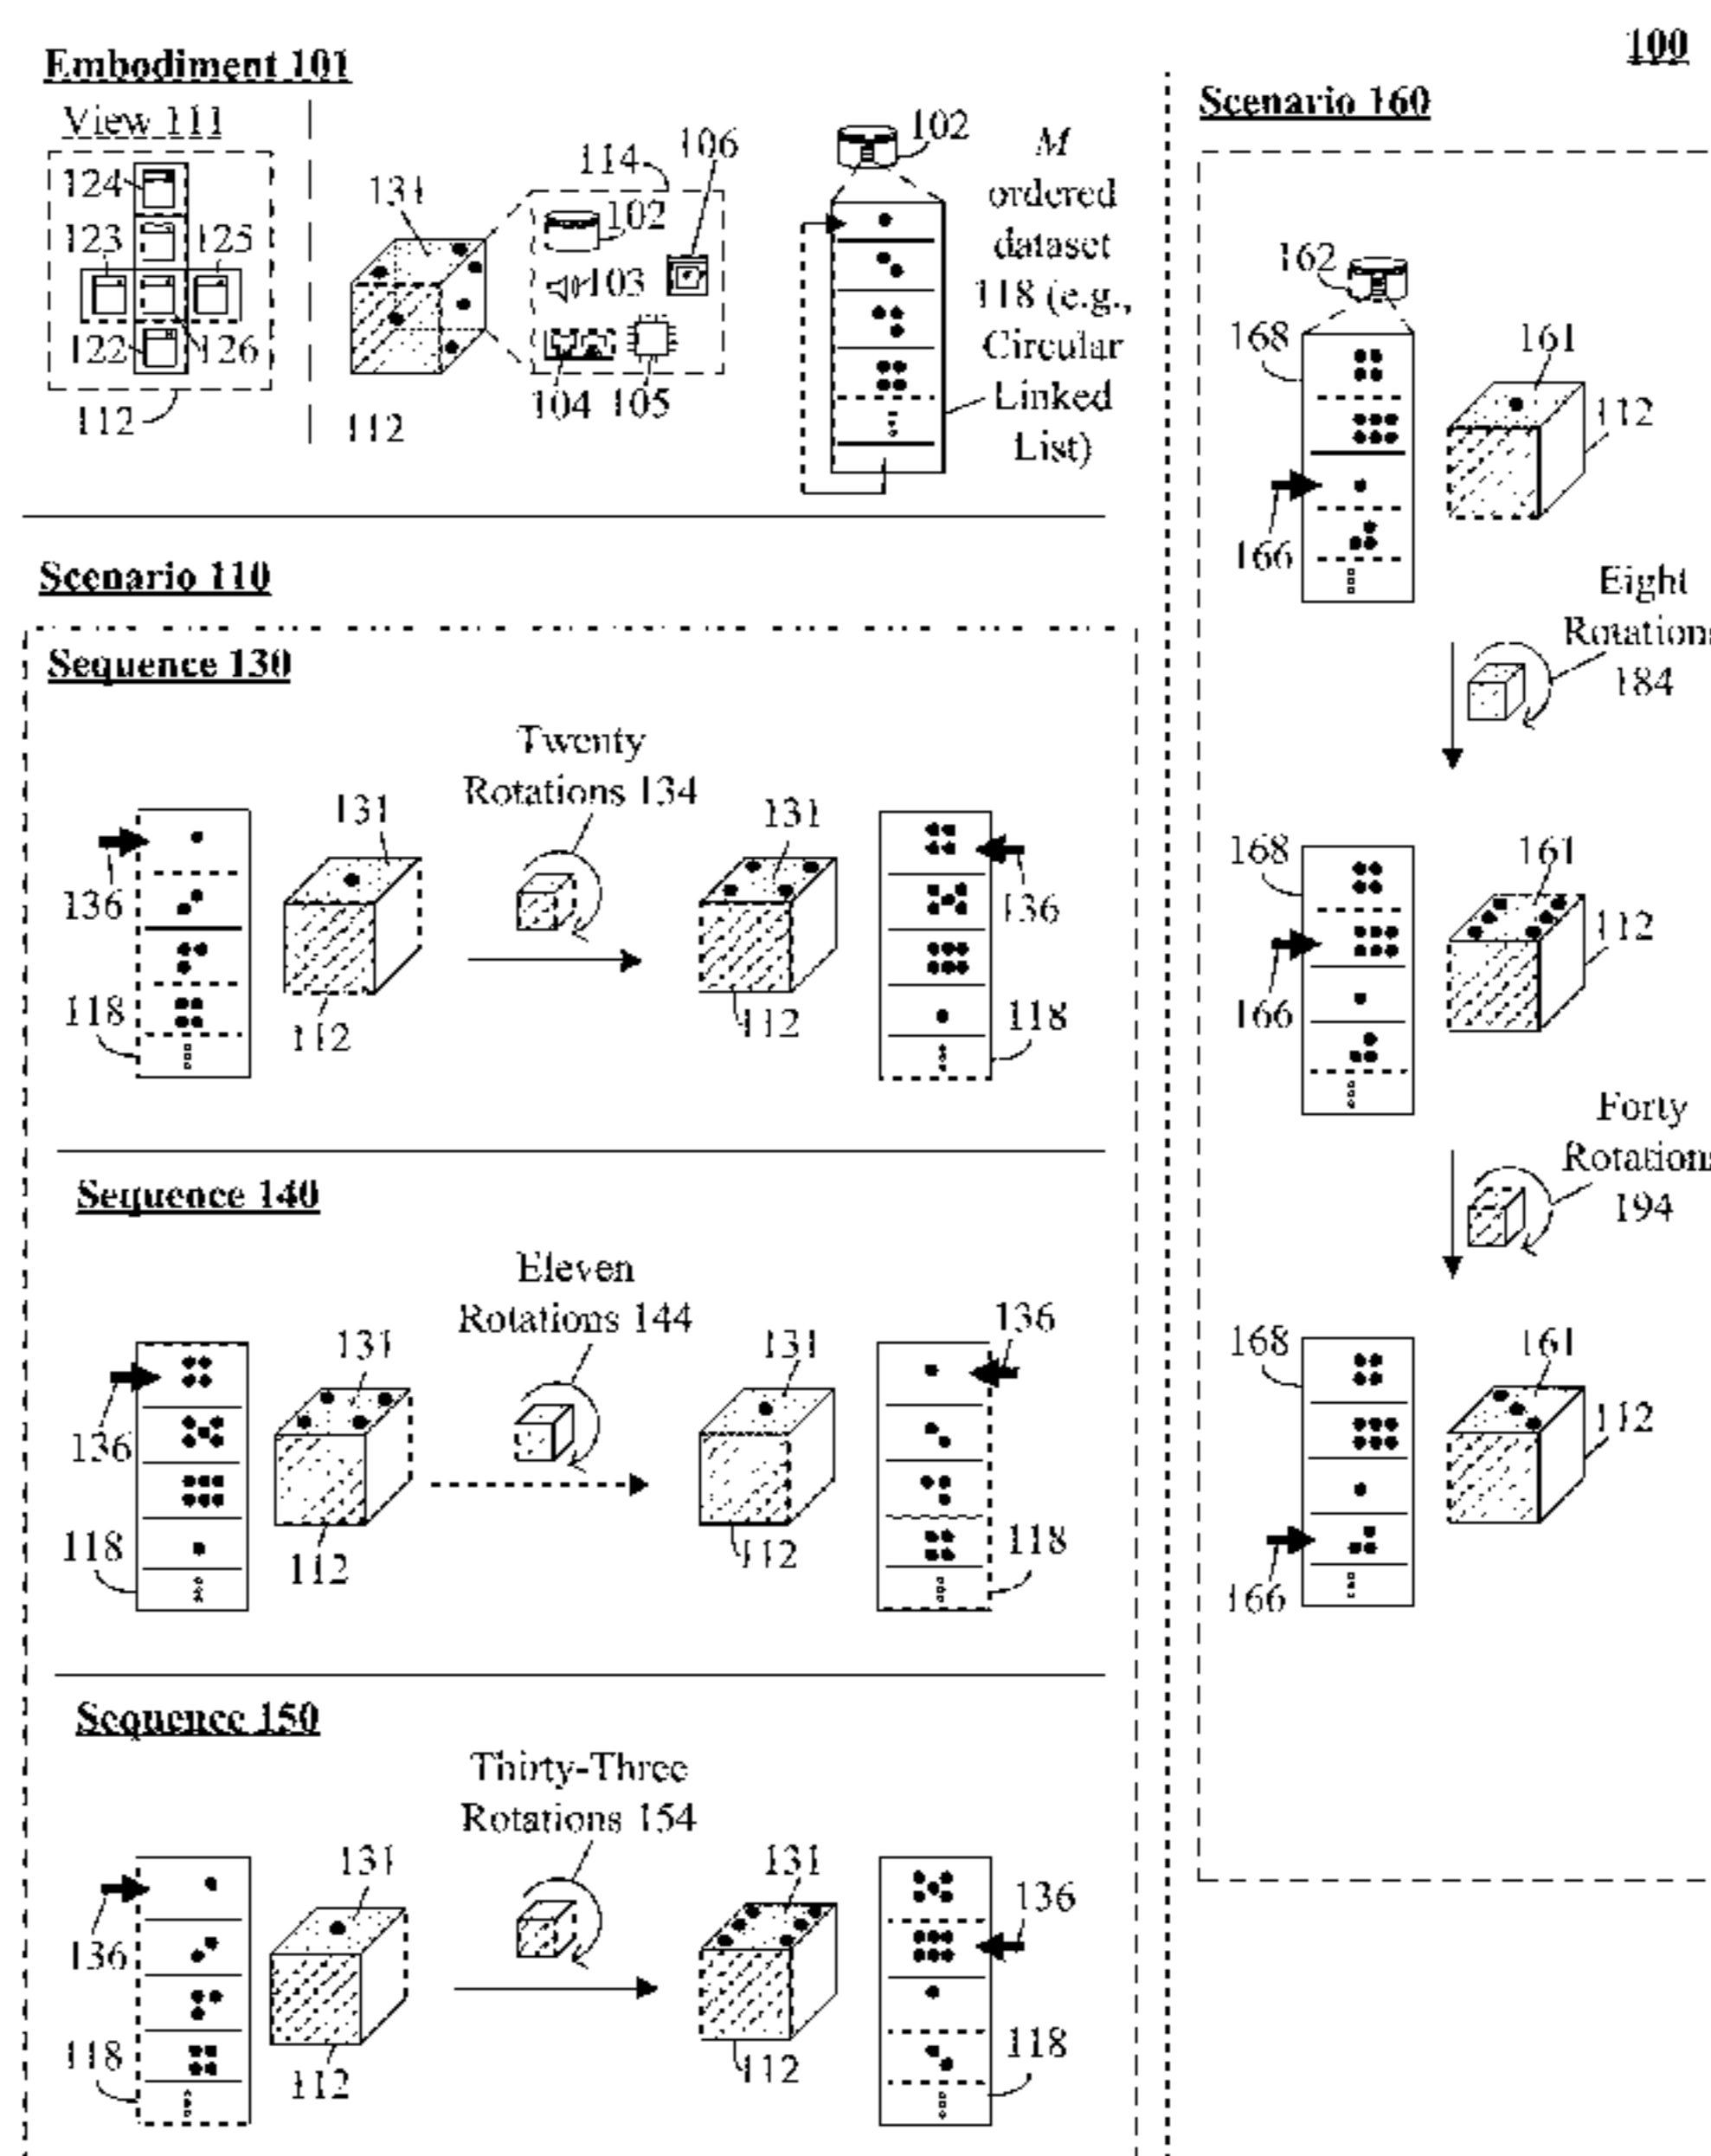 100
Embodiment 101
View 111
124
123
125
122
126
112
131
112
114
106
102
103
104
105
102
M
ordered
dataset
118 (e.g.,
Circular
Linked
List)
Scenario 110
Sequence 130
136
118
131
112
Twenty
Rotations 134
131
112
136
118
Sequence 140
136
118
131
112
Eleven
Rotations 144
131
112
136
118
Sequence 150
136
118
131
112
Thirty-Three
Rotations 154
131
112
136
118
Scenario 160
162
168
161
112
166
Eight
Rotations
184
168
161
112
166
Forty
Rotations
194
168
161
112
166